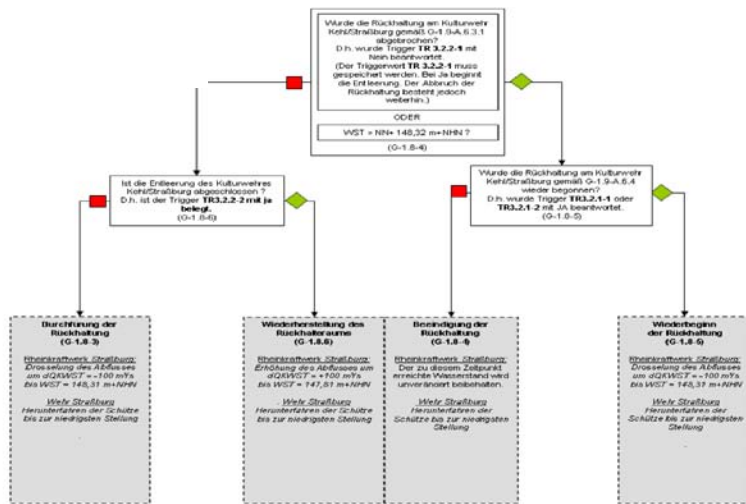 Wurde die Rückhaltung am Kulturwehr
Kehl/Straßburg gemäß G-1.9-A.6.3.1
abgebrochen?
D.h. wurde Trigger TR 3.2.2-1 mit
Nein beantwortet.
(Der Triggerwert TR 3.2.2-1 muss
gespeichert werden. Bei Ja beginnt
die Entleerung. Der Abbruch der
Rückhaltung besteht jedoch
weiterhin.)
ODER
WST = NN+ 148,32 m+NHN ?
(G-1.8-4)
Ist die Entleerung des Kulturwehres
Kehl/Straßburg abgeschlossen ?
D.h. ist der Trigger TR3.2.2-2 mit ja
belegt.
(G-1.8-6)
Wurde die Rückhaltung am Kulturwehr
Kehl/Straßburg gemäß G-1.9-A.6.4
wieder begonnen?
D.h. wurde Trigger TR3.2.1-1 oder
TR3.2.1-2 mit JA beantwortet.
(G-1.8-5)
Durchführung der
Rückhaltung
(G-1.8-3)
Rheinkraftwerk Straßburg:
Drosselung des Abflusses
um dQKWST = -100 m³/s
bis WST = 148,31 m+NHN
Wehr Straßburg
Herunterfahren der Schütze
bis zur niedrigsten Stellung
Wiederherstellung des
Rückhalteraums
(G-1.8.6)
Rheinkraftwerk Straßburg:
Erhöhung des Abflusses um
dQKWST = +100 m³/s
bis WST = 147,81 m+NHN
Wehr Straßburg
Herunterfahren der Schütze
bis zur niedrigsten Stellung
Beendigung der
Rückhaltung:
(G-1.8-4)
Rheinkraftwerk Straßburg:
Der zu diesem Zeitpunkt
erreichte Wasserstand wird
unverändert beibehalten.
Wehr Straßburg
Herunterfahren der
Schütze bis zur niedrigsten
Stellung
Wiederbeginn
der Rückhaltung
(G-1.8-5)
Rheinkraftwerk Straßburg:
Drosselung des Abflusses
um dQKWST = -100 m³/s
bis WST = 148,31 m+NHN
Wehr Straßburg
Herunterfahren der
Schütze bis zur niedrigsten
Stellung